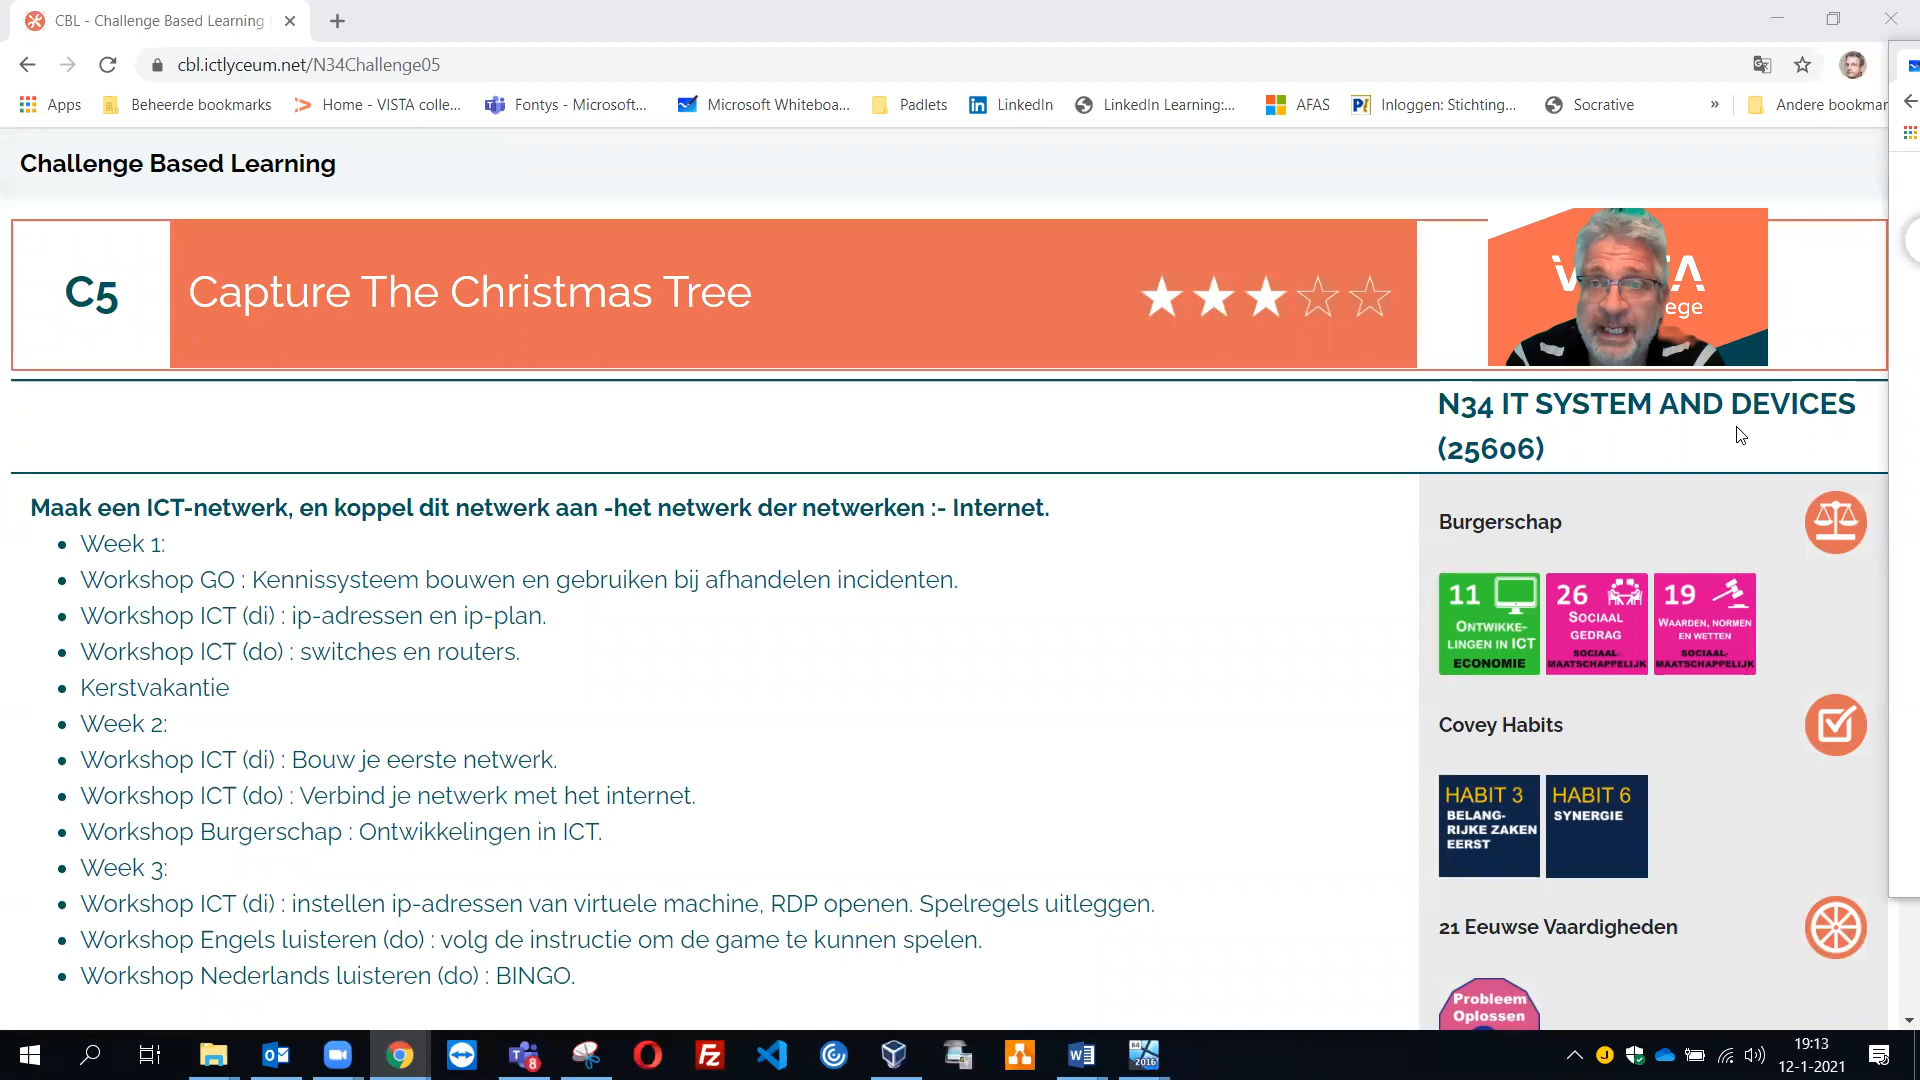 CBL - Challenge Based Learning
cbl.ictlyceum.net/N34Challenge05
Apps Beheerde bookmarks Home - VISTA colle... Fontys - Microsoft... Microsoft Whiteboa... Padlets LinkedIn LinkedIn Learning:... AFAS Inloggen: Stichting... Socrative » Andere bookmar
Challenge Based Learning
C5 Capture The Christmas Tree
N34 IT SYSTEM AND DEVICES
(25606)
Maak een ICT-netwerk, en koppel dit netwerk aan -het netwerk der netwerken :- Internet.
Week 1:
Workshop GO : Kennissysteem bouwen en gebruiken bij afhandelen incidenten.
Workshop ICT (di) : ip-adressen en ip-plan.
Workshop ICT (do) : switches en routers.
Kerstvakantie
Week 2:
Workshop ICT (di) : Bouw je eerste netwerk.
Workshop ICT (do) : Verbind je netwerk met het internet.
Workshop Burgerschap : Ontwikkelingen in ICT.
Week 3:
Workshop ICT (di) : instellen ip-adressen van virtuele machine, RDP openen. Spelregels uitleggen.
Workshop Engels luisteren (do) : volg de instructie om de game te kunnen spelen.
Workshop Nederlands luisteren (do) : BINGO.
Burgerschap
11
ONTWIKKE-
LINGEN IN ICT
ECONOMIE
26
SOCIAAL
GEDRAG
SOCIAAL-
MAATSCHAPPELIJK
19
WAARDEN, NORMEN
EN WETTEN
SOCIAAL-
MAATSCHAPPELIJK
Covey Habits
HABIT 3
BELANG-
RIJKE ZAKEN
EERST
HABIT 6
SYNERGIE
21 Eeuwse Vaardigheden
Probleem
Oplossen
19:13
12-1-2021